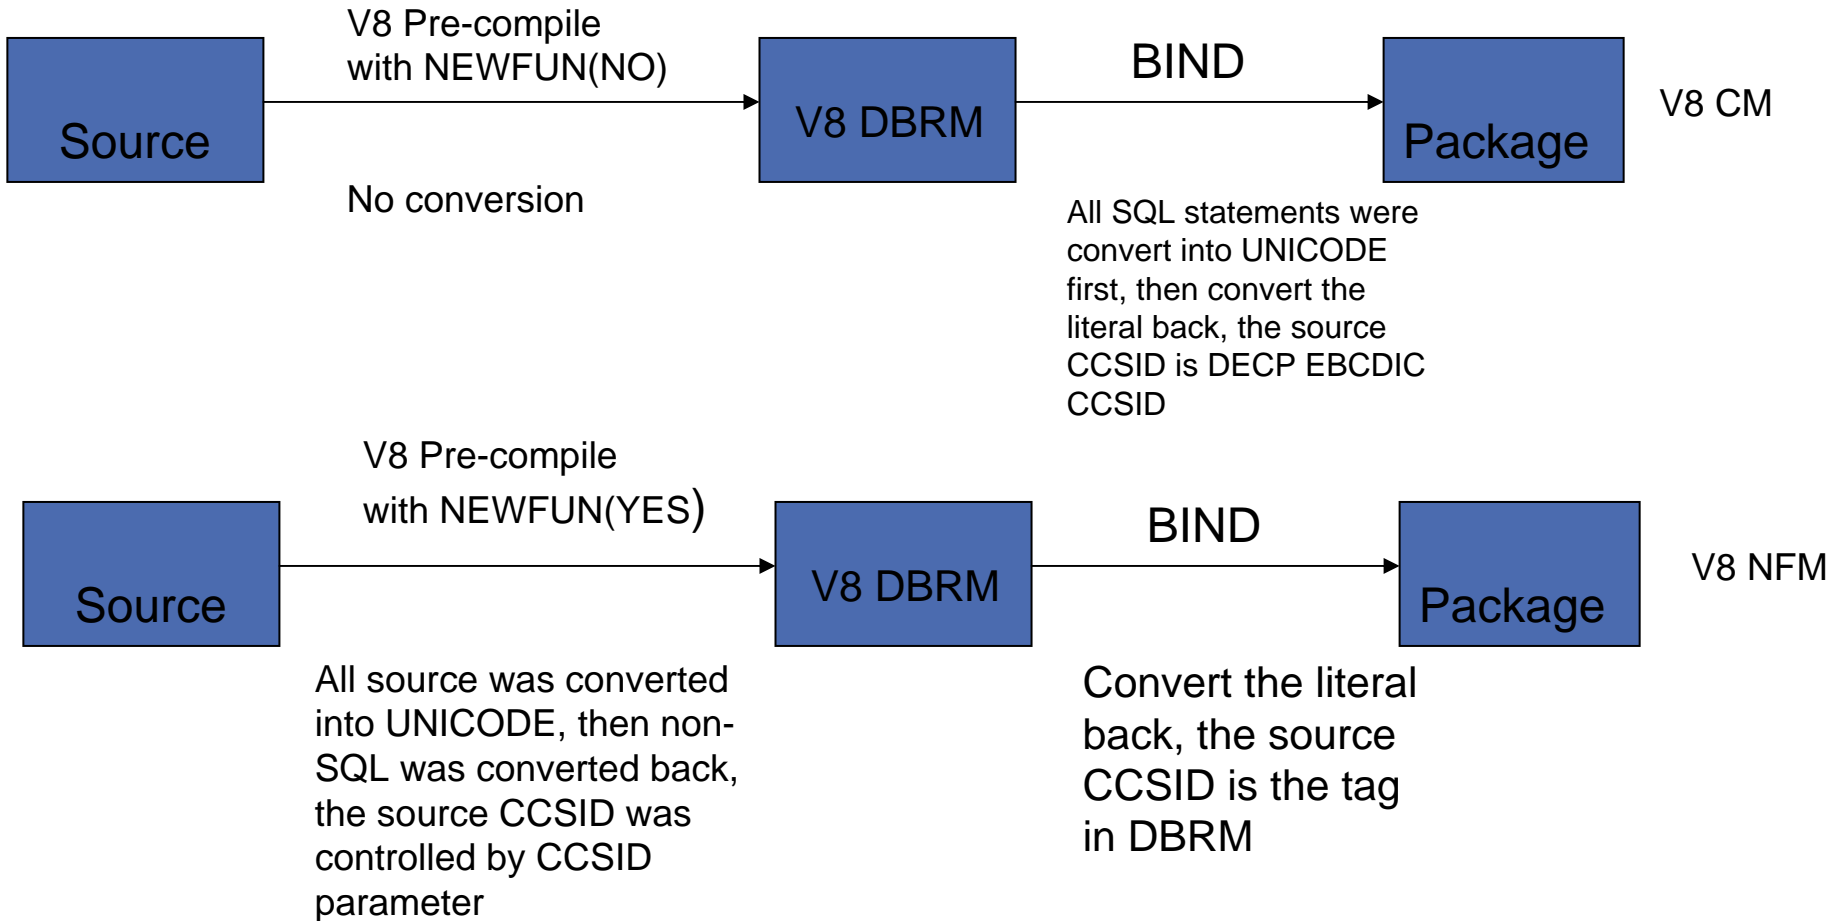 V8 Pre-compile
with NEWFUN(NO)
Source
V8 DBRM
BIND
Package
V8 CM
No conversion
All SQL statements were
convert into UNICODE
first, then convert the
literal back, the source
CCSID is DECP EBCDIC
CCSID
V8 Pre-compile
with NEWFUN(YES)
Source
V8 DBRM
BIND
Package
V8 NFM
All source was converted
into UNICODE, then non-
SQL was converted back,
the source CCSID was
controlled by CCSID
parameter
Convert the literal
back, the source
CCSID is the tag
in DBRM